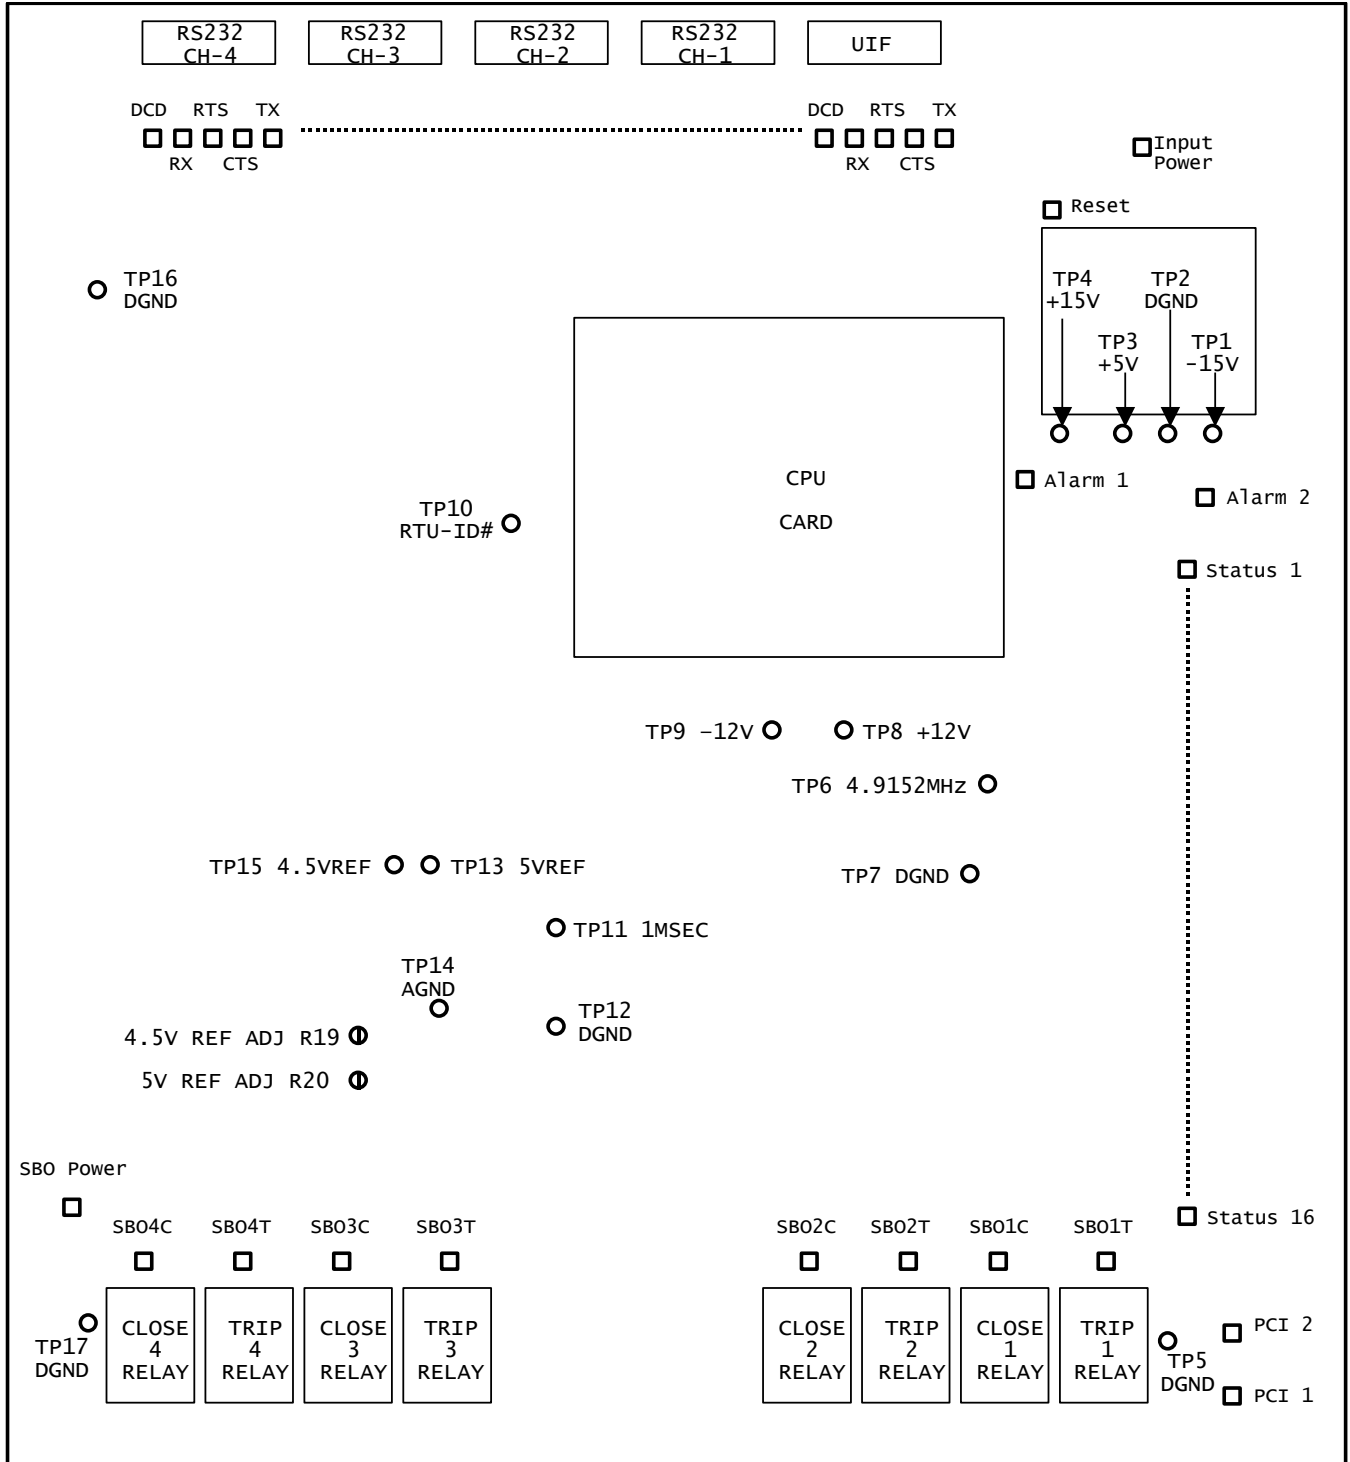 RS232 RS232 RS232 RS232 UIF
CH-4 CH-3 CH-2 CH-1
DCD RTS TX DCD RTS TX
RX CTS RX CTS
Input
Power
Reset
TP16
DGND
TP4 TP2
+15V DGND
TP3 TP1
+5V -15V
CPU
CARD
Alarm 1
Alarm 2
TP10
RTU-ID#
Status 1
TP9 -12V TP8 +12V
TP6 4.9152MHz
TP15 4.5VREF TP13 5VREF
TP7 DGND
TP11 1MSEC
TP14
AGND
TP12
DGND
4.5V REF ADJ R19
5V REF ADJ R20
SBO Power
Status 16
SBO4C SBO4T SBO3C SBO3T SBO2C SBO2T SBO1C SBO1T
CLOSE TRIP CLOSE TRIP CLOSE TRIP CLOSE TRIP
4 4 3 3 2 2 1 1
RELAY RELAY RELAY RELAY RELAY RELAY RELAY RELAY
TP17
DGND
TP5
DGND
PCI 2
PCI 1